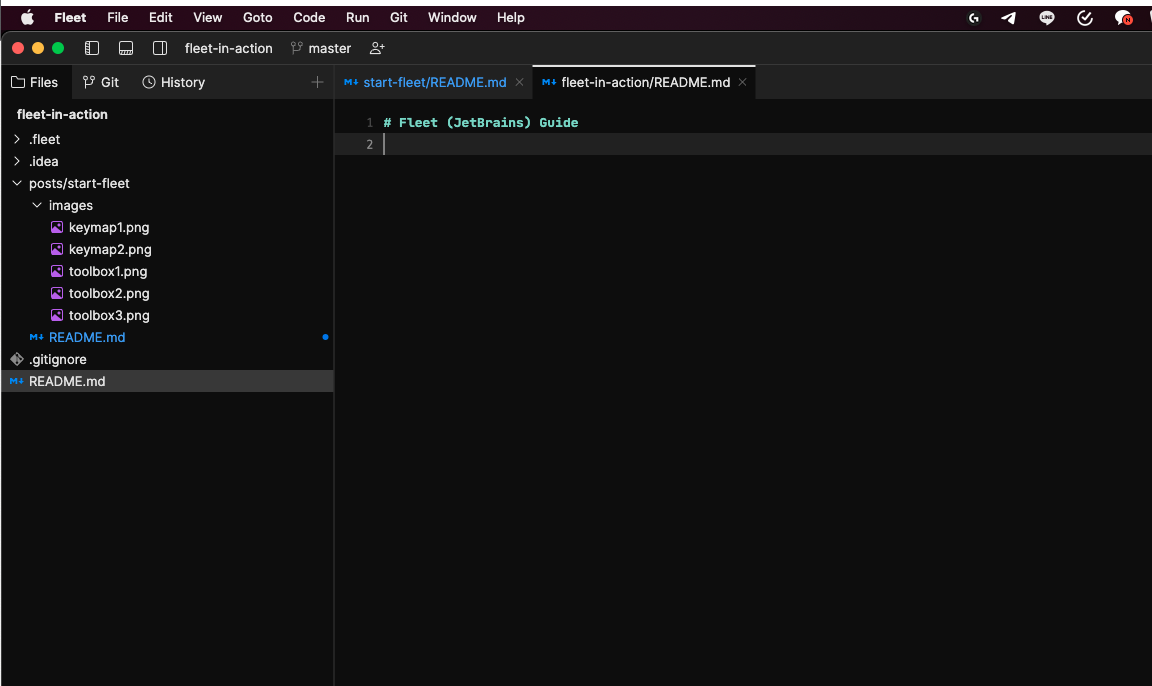 Fleet File Edit View Goto Code Run Git Window Help
LINE N
fleet-in-action master
Files Git History
M↓ start-fleet/README.md M↓ fleet-in-action/README.md
fleet-in-action
.fleet
.idea
posts/start-fleet
images
keymap1.png
keymap2.png
toolbox1.png
toolbox2.png
toolbox3.png
M↓ README.md
.gitignore
M↓ README.md
1 # Fleet (JetBrains) Guide
2